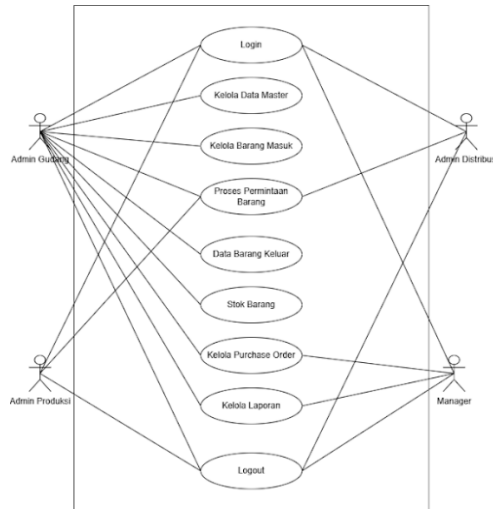 Login
Kelola Data Master
Admin Gudang
Kelola Barang Masuk
Admin Distribus
Proses Permintaan
Barang
Data Barang Keluar
Stok Barang
Kelola Purchase Order
Admin Produksi
Kelola Laporan
Manager
Logout